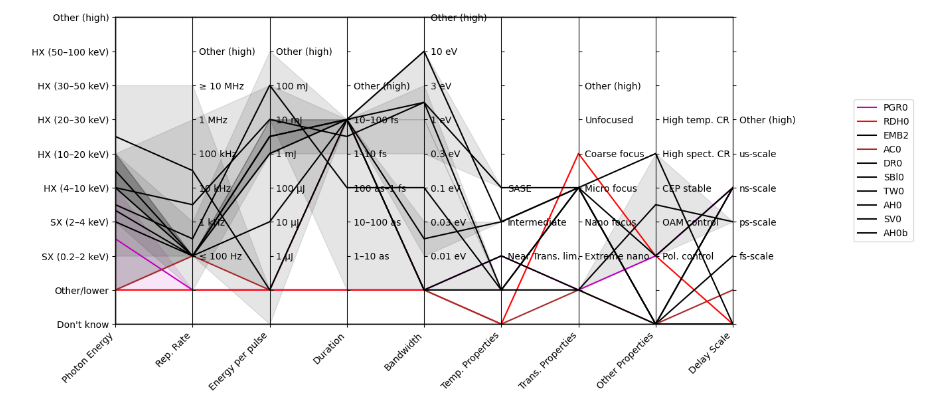 Other (high)
HX (50–100 keV)
HX (30–50 keV)
HX (20–30 keV)
HX (10–20 keV)
HX (4–10 keV)
SX (2–4 keV)
SX (0.2–2 keV)
Other/lower
Don't know
Other (high)
≥ 10 MHz
1 MHz
100 kHz
10 kHz
1 kHz
≤ 100 Hz
Other (high)
100 mJ
10 mJ
1 mJ
100 µJ
10 µJ
1 µJ
Other (high)
10–100 fs
1–10 fs
100 as–1 fs
10–100 as
1–10 as
Other (high)
10 eV
3 eV
1 eV
0.3 eV
0.1 eV
0.03 eV
0.01 eV
SASE
Intermediate
Near Trans. lim.
Other (high)
Unfocused
Coarse focus
Micro focus
Nano focus
Extreme nano
High temp. CR
High spect. CR
CEP stable
OAM control
Pol. control
Other (high)
us-scale
ns-scale
ps-scale
fs-scale
Photon Energy
Rep. Rate
Energy per pulse
Duration
Bandwidth
Temp. Properties
Trans. Properties
Other Properties
Delay Scale
PGR0
RDH0
EMB2
AC0
DR0
SBl0
TW0
AH0
SV0
AH0b